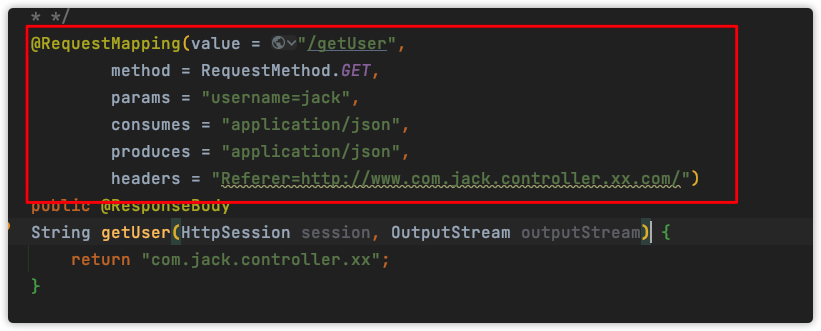 * */
@RequestMapping(value = "/getUser",
method = RequestMethod.GET,
params = "username=jack",
consumes = "application/json",
produces = "application/json",
headers = "Referer=http://www.com.jack.controller.xx.com/")
public @ResponseBody
String getUser(HttpSession session, OutputStream outputStream) {
return "com.jack.controller.xx";
}